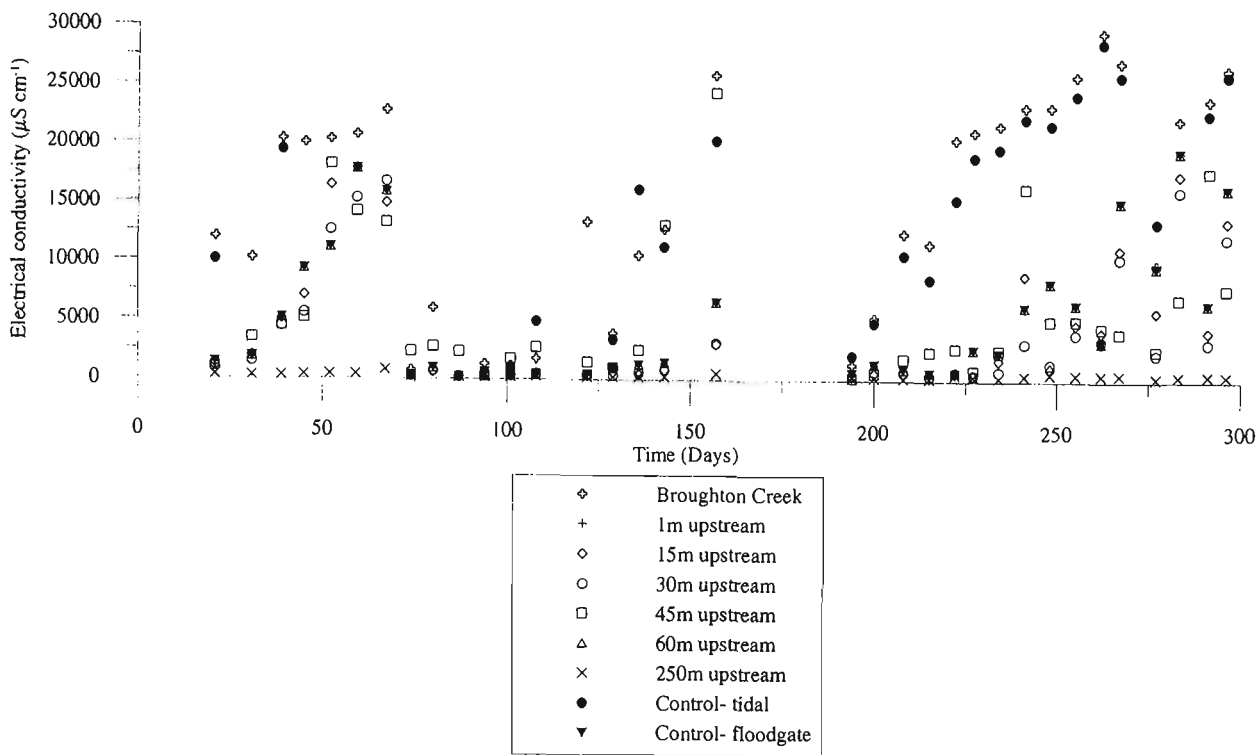 30000
25000
20000
15000
10000
5000
0
Electrical conductivity (µS cm⁻¹)
0
50
100
150
200
250
300
Time (Days)
Broughton Creek
1m upstream
15m upstream
30m upstream
45m upstream
60m upstream
250m upstream
Control- tidal
Control- floodgate